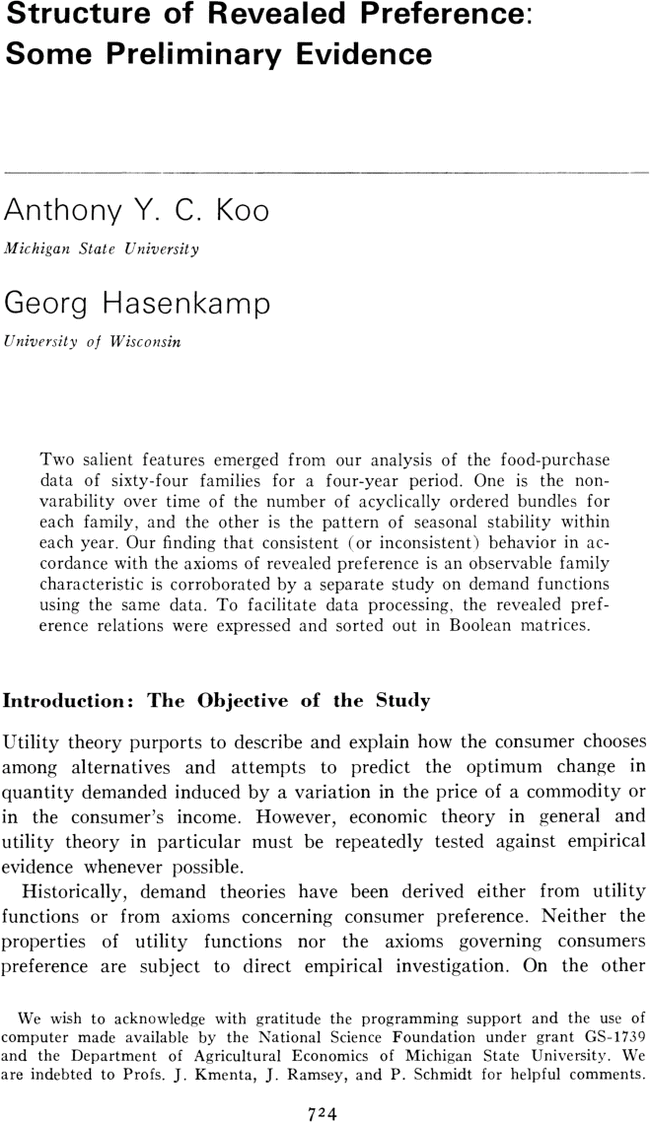 Structure of Revealed Preference:
Some Preliminary Evidence
Anthony Y. C. Koo
Michigan State University
Georg Hasenkamp
University of Wisconsin
Two salient features emerged from our analysis of the food-purchase
data of sixty-four families for a four-year period. One is the non-
varability over time of the number of acyclically ordered bundles for
each family, and the other is the pattern of seasonal stability within
each year. Our finding that consistent (or inconsistent) behavior in ac-
cordance with the axioms of revealed preference is an observable family
characteristic is corroborated by a separate study on demand functions
using the same data. To facilitate data processing, the revealed pref-
erence relations were expressed and sorted out in Boolean matrices.
Introduction: The Objective of the Study
Utility theory purports to describe and explain how the consumer chooses
among alternatives and attempts to predict the optimum change in
quantity demanded induced by a variation in the price of a commodity or
in the consumer's income. However, economic theory in general and
utility theory in particular must be repeatedly tested against empirical
evidence whenever possible.
Historically, demand theories have been derived either from utility
functions or from axioms concerning consumer preference. Neither the
properties of utility functions nor the axioms governing consumers
preference are subject to direct empirical investigation. On the other
We wish to acknowledge with gratitude the programming support and the use of
computer made available by the National Science Foundation under grant GS-1739
and the Department of Agricultural Economics of Michigan State University. We
are indebted to Profs. J. Kmenta, J. Ramsey, and P. Schmidt for helpful comments.
724